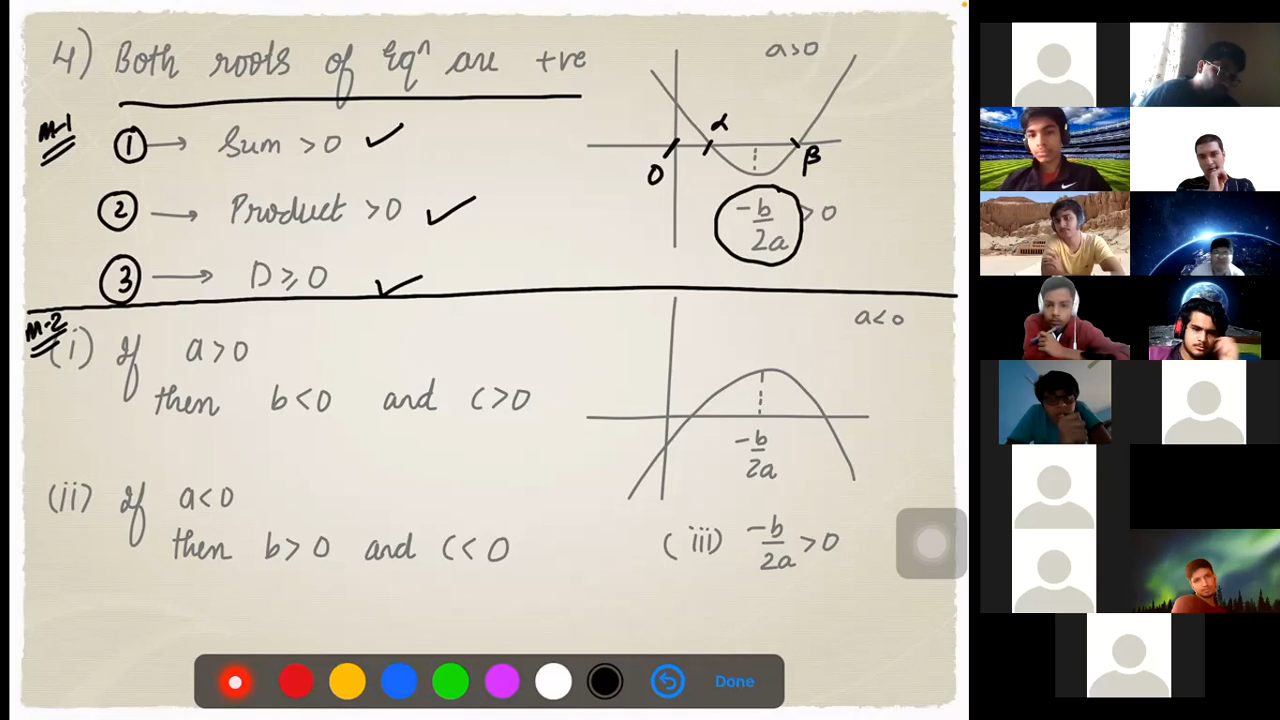 4) Both roots of Eqⁿ are +ve
M-1
① → Sum > 0 ✓
② → Product > 0 ✓
③ → D ≥ 0 ✓
a>0
α
O
β
-b/2a > 0
M-2
(i) If a > 0
then b < 0 and c > 0
(ii) If a < 0
then b > 0 and c < 0
a < 0
-b/2a
(iii) -b/2a > 0
Done